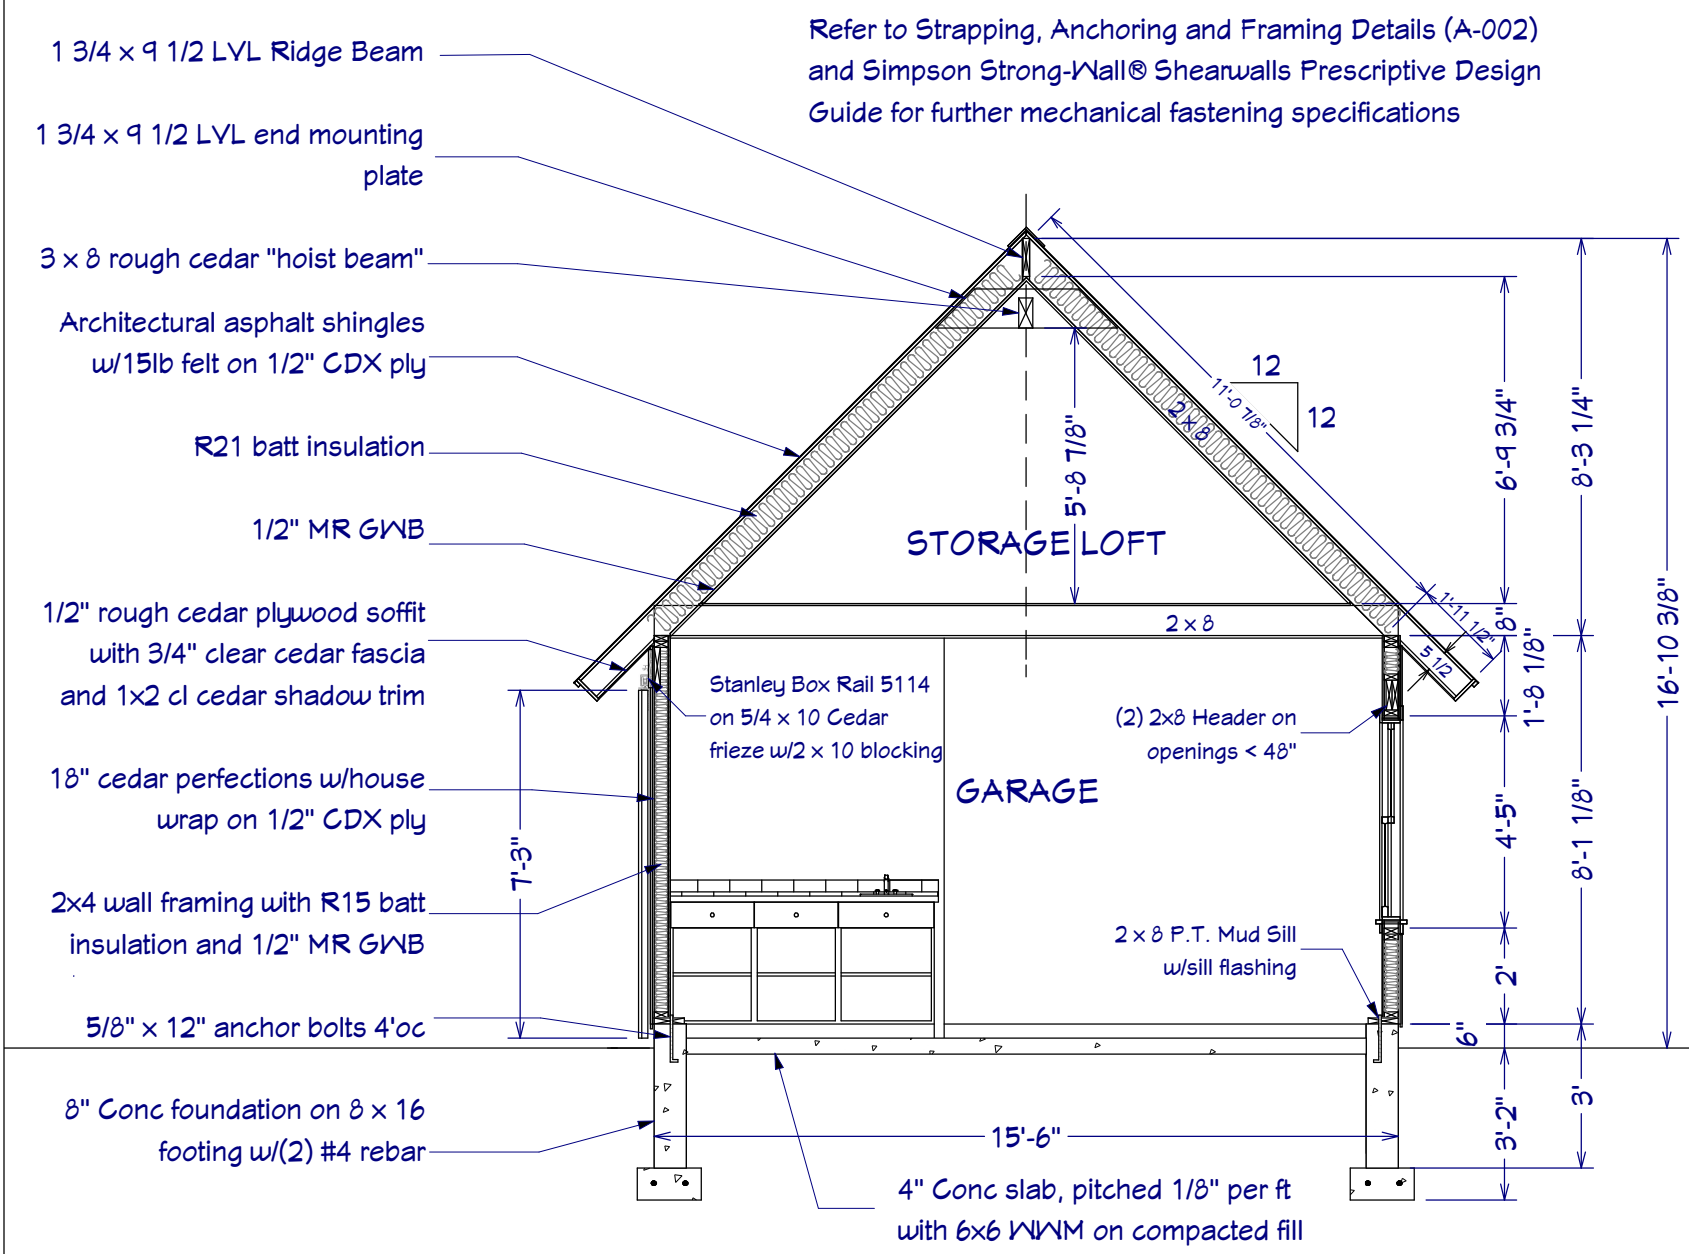 Refer to Strapping, Anchoring and Framing Details (A-002)
and Simpson Strong-Wall® Shearwalls Prescriptive Design
Guide for further mechanical fastening specifications
1 3/4 x 9 1/2 LVL Ridge Beam
1 3/4 x 9 1/2 LVL end mounting
plate
3 x 8 rough cedar "hoist beam"
Architectural asphalt shingles
w/15lb felt on 1/2" CDX ply
R21 batt insulation
1/2" MR GWB
1/2" rough cedar plywood soffit
with 3/4" clear cedar fascia
and 1x2 cl cedar shadow trim
18" cedar perfections w/house
wrap on 1/2" CDX ply
2x4 wall framing with R15 batt
insulation and 1/2" MR GWB
5/8" x 12" anchor bolts 4'oc
8" Conc foundation on 8 x 16
footing w/(2) #4 rebar
7'-3"
12
12
11'-0 7/8"
2 x 8
5'-8 7/8"
STORAGE LOFT
2 x 8
1'-11 1/2"
5 1/2
Stanley Box Rail 5114
on 5/4 x 10 Cedar
frieze w/2 x 10 blocking
(2) 2x8 Header on
openings < 48"
GARAGE
2 x 8 P.T. Mud Sill
w/sill flashing
15'-6"
4" Conc slab, pitched 1/8" per ft
with 6x6 WWM on compacted fill
6'-9 3/4"
8"
1'-8 1/8"
4'-5"
2'
6"
3'-2"
8'-3 1/4"
8'-1 1/8"
3'
16'-10 3/8"